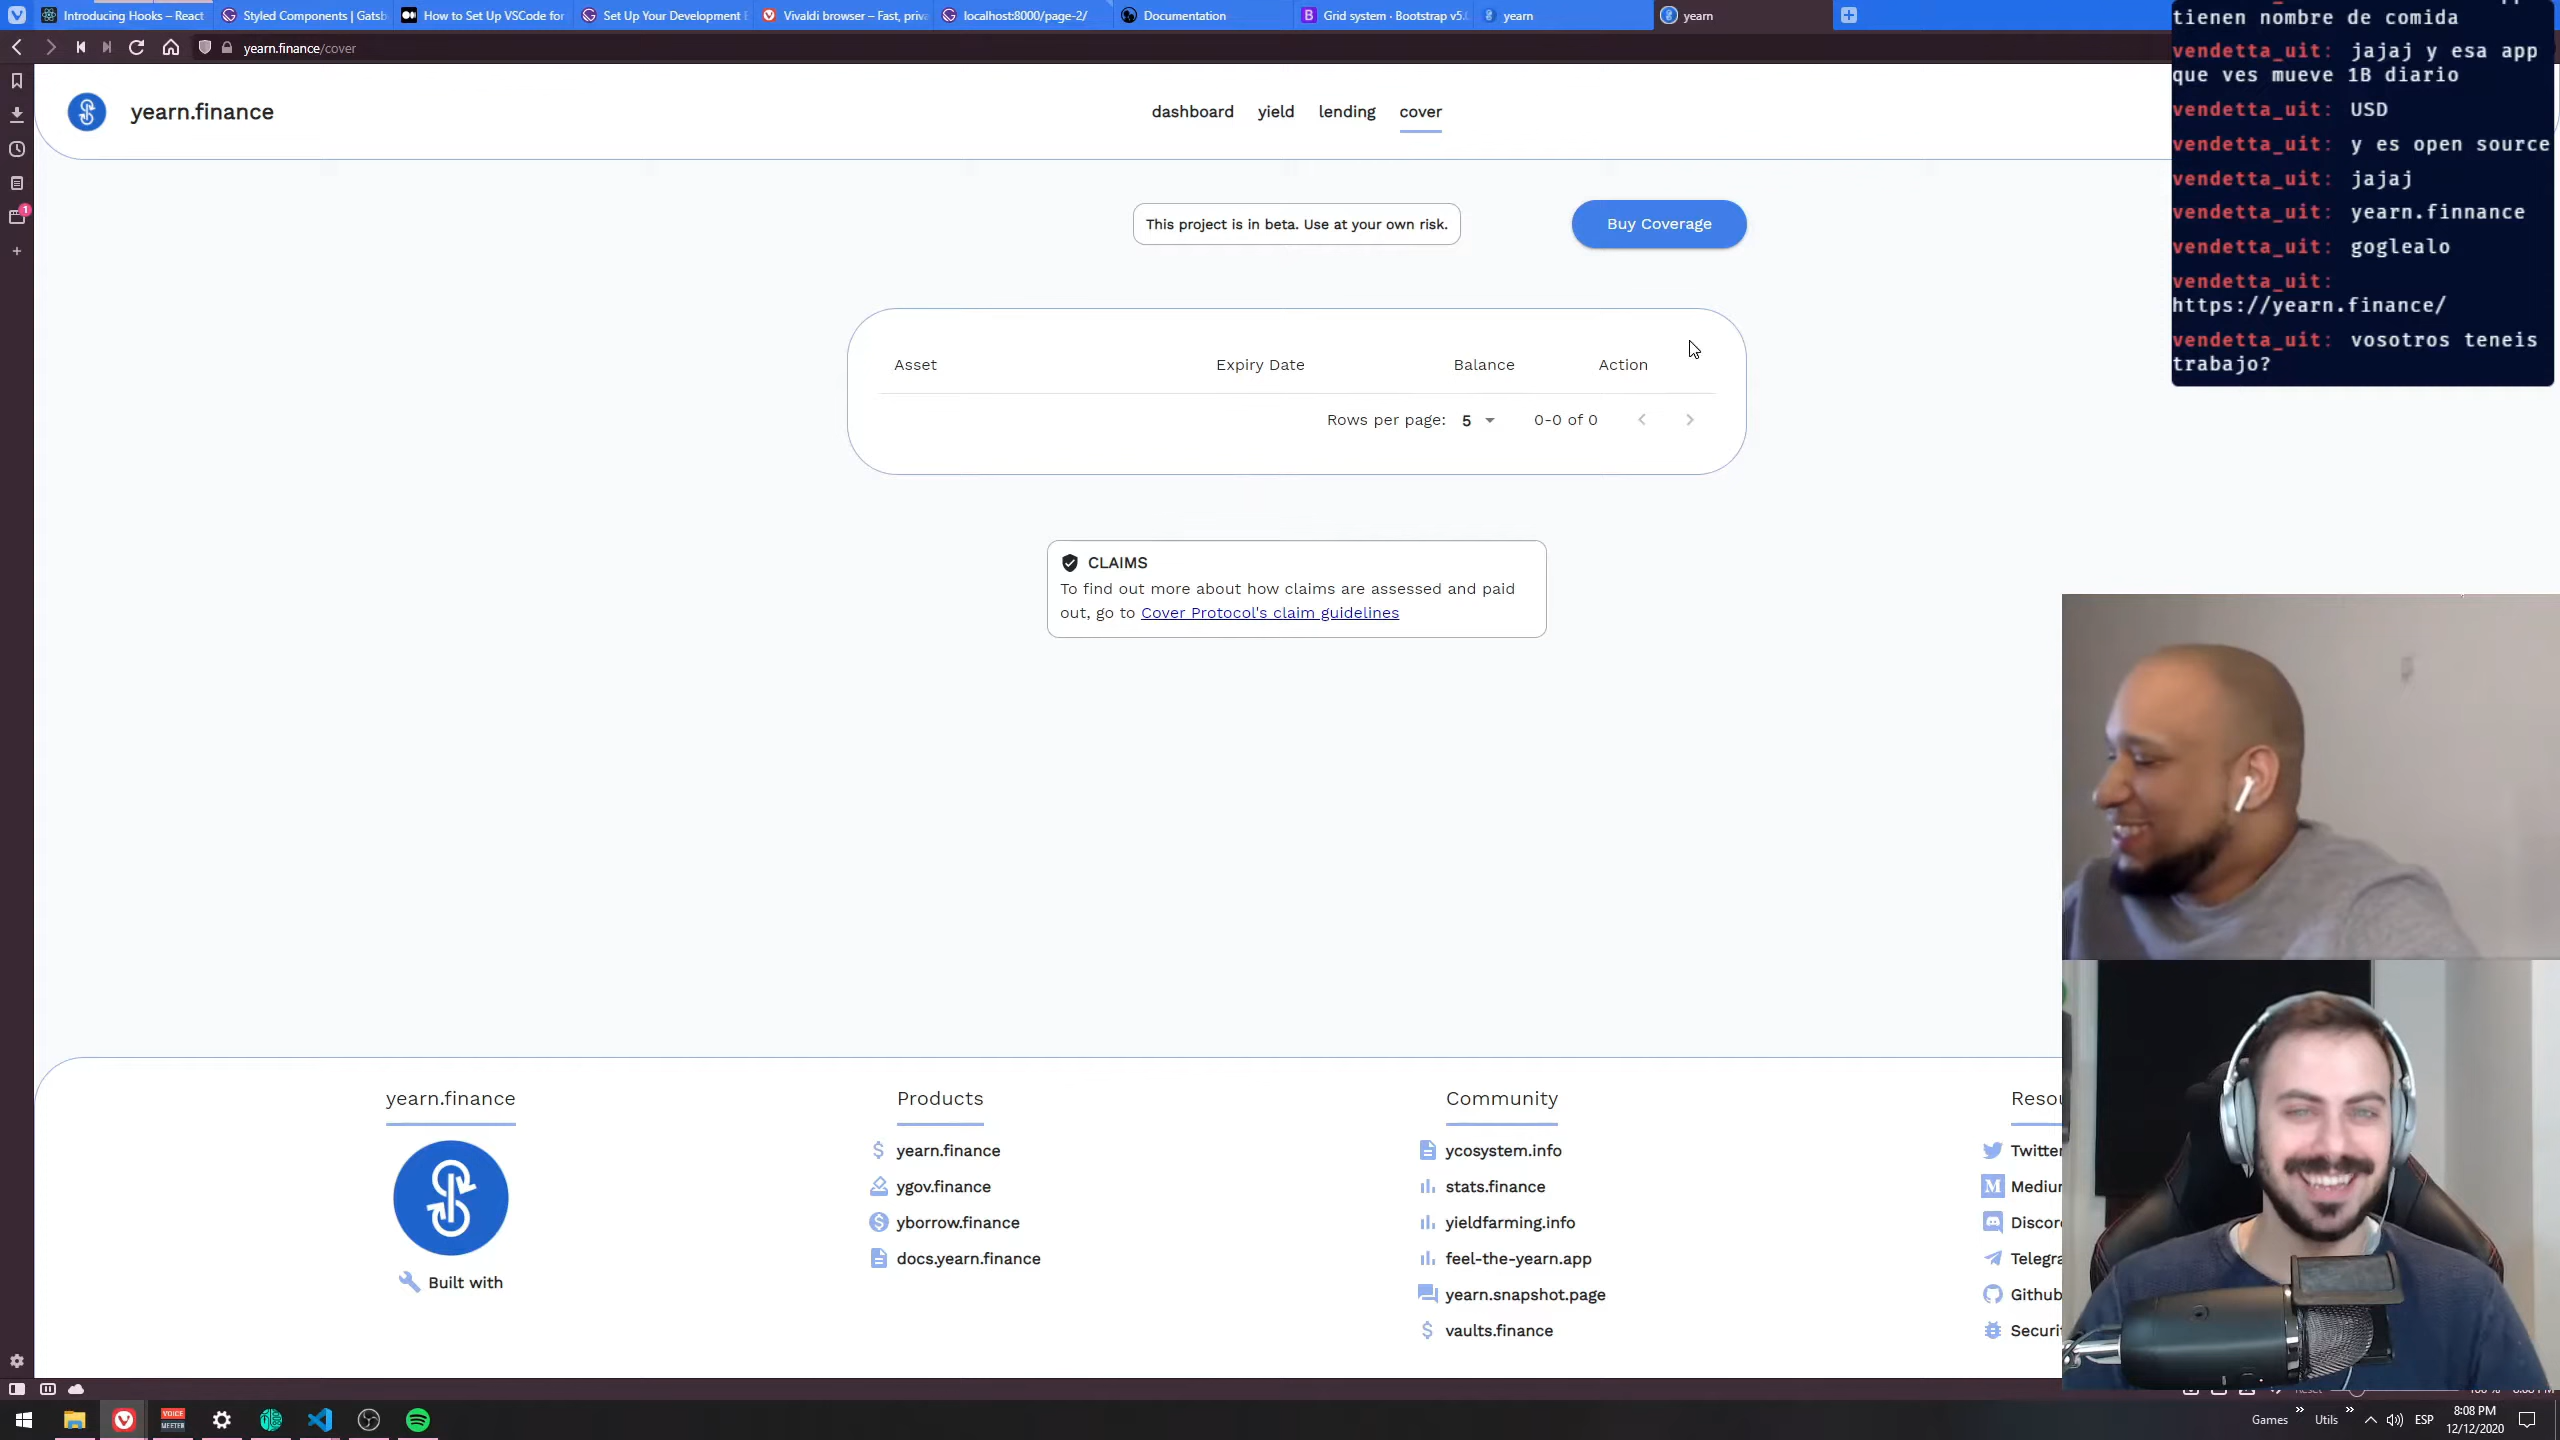 Introducing Hooks – React
Styled Components | Gatsb
How to Set Up VSCode for
Set Up Your Development E
Vivaldi browser – Fast, priva
localhost:8000/page-2/
Documentation
Grid system · Bootstrap v5.
yearn
yearn
yearn.finance/cover
yearn.finance
dashboard
yield
lending
cover
This project is in beta. Use at your own risk.
Buy Coverage
Asset
Expiry Date
Balance
Action
Rows per page: 5
0-0 of 0
CLAIMS
To find out more about how claims are assessed and paid
out, go to Cover Protocol's claim guidelines
tienen nombre de comida
vendetta_uit: jajaj y esa app
que ves mueve 1B diario
vendetta_uit: USD
vendetta_uit: y es open source
vendetta_uit: jajaj
vendetta_uit: yearn.finnance
vendetta_uit: goglealo
vendetta_uit:
https://yearn.finance/
vendetta_uit: vosotros teneis
trabajo?
yearn.finance
Built with
Products
yearn.finance
ygov.finance
yborrow.finance
docs.yearn.finance
Community
ycosystem.info
stats.finance
yieldfarming.info
feel-the-yearn.app
yearn.snapshot.page
vaults.finance
Resou
Twitter
Mediun
Discor
Telegra
Github
Securit
1
VOICE
MEETER
Games
Utils
ESP
8:08 PM
12/12/2020